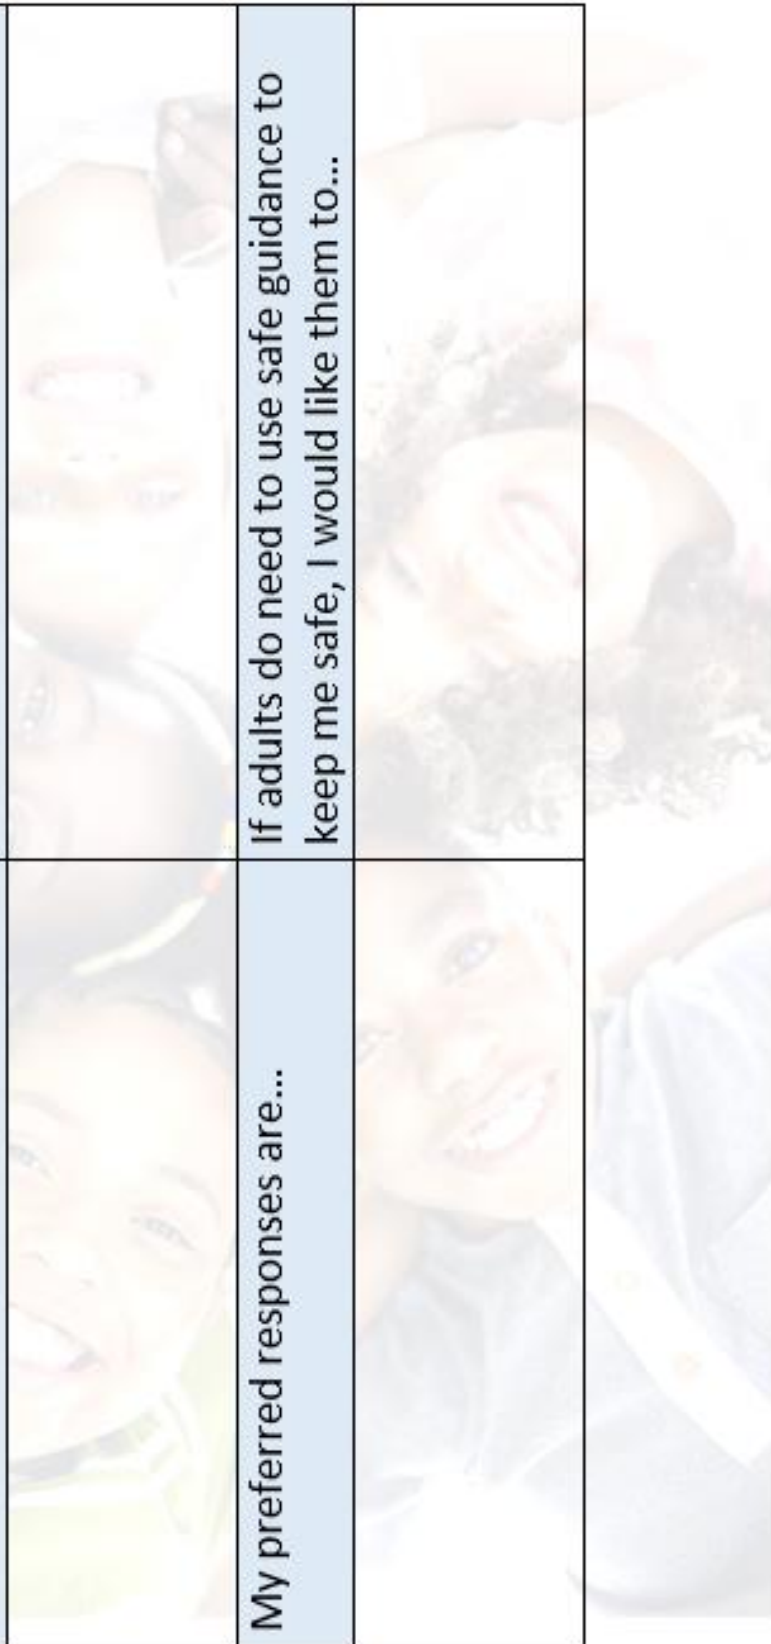 My preferred responses are...
If adults do need to use safe guidance to
keep me safe, I would like them to...